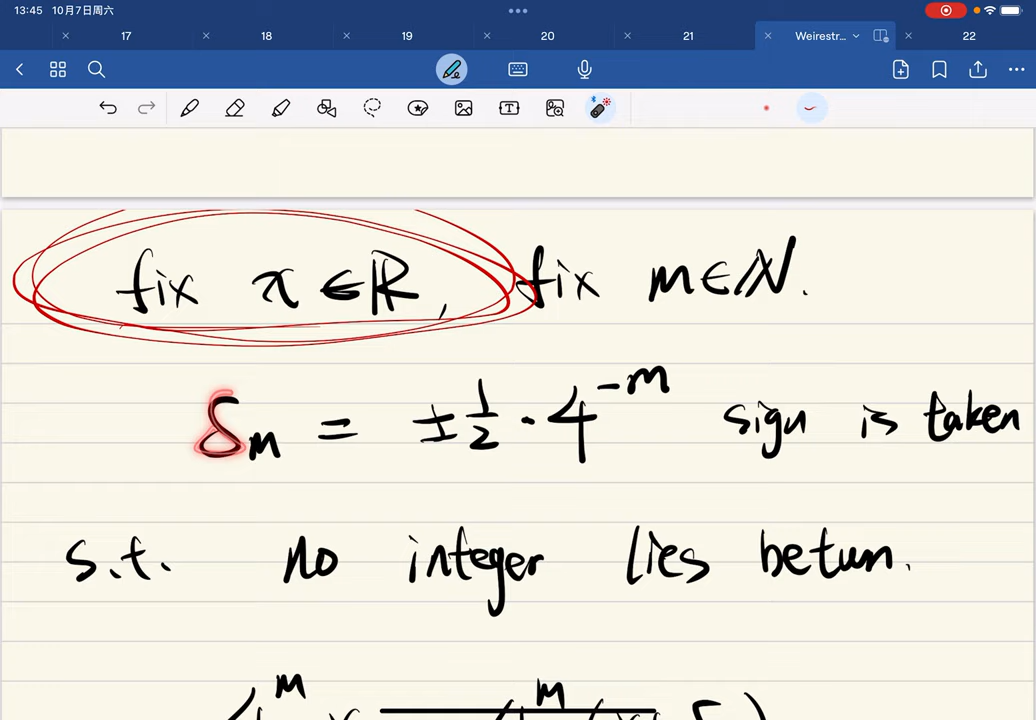 13:45 10月7日周六
17 18 19 20 21 Weirestr... 22
fix x∈ℝ, fix m∈ℕ.
δₘ = ±½·4⁻ᵐ sign is taken
s.t. no integer lies betwn.